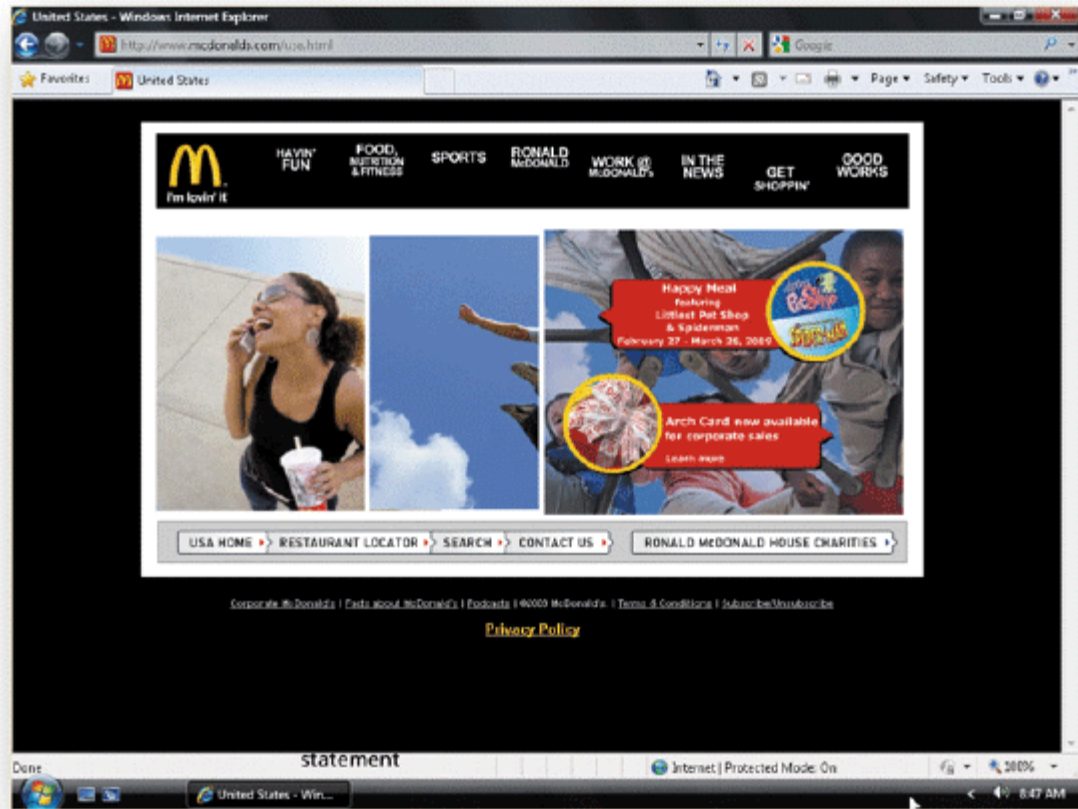 United States - Windows Internet Explorer
http://www.mcdonalds.com/usa.html
Google
Favorites
United States
Page
Safety
Tools
M
i'm lovin' it
HAVIN'
FUN
FOOD,
NUTRITION
& FITNESS
SPORTS
RONALD
McDONALD
WORK @
McDONALD'S
IN THE
NEWS
GET
SHOPPIN'
GOOD
WORKS
Happy Meal
featuring
Littlest Pet Shop
& Spiderman
February 27 - March 26, 2009
Arch Card now available
for corporate sales
Learn more
USA HOME
RESTAURANT LOCATOR
SEARCH
CONTACT US
RONALD McDONALD HOUSE CHARITIES
Corporate McDonald's | Facts about McDonald's | Podcasts | ©2009 McDonald's. | Terms & Conditions | Subscribe/Unsubscribe
Privacy Policy
statement
Done
Internet | Protected Mode: On
100%
United States - Win...
8:47 AM